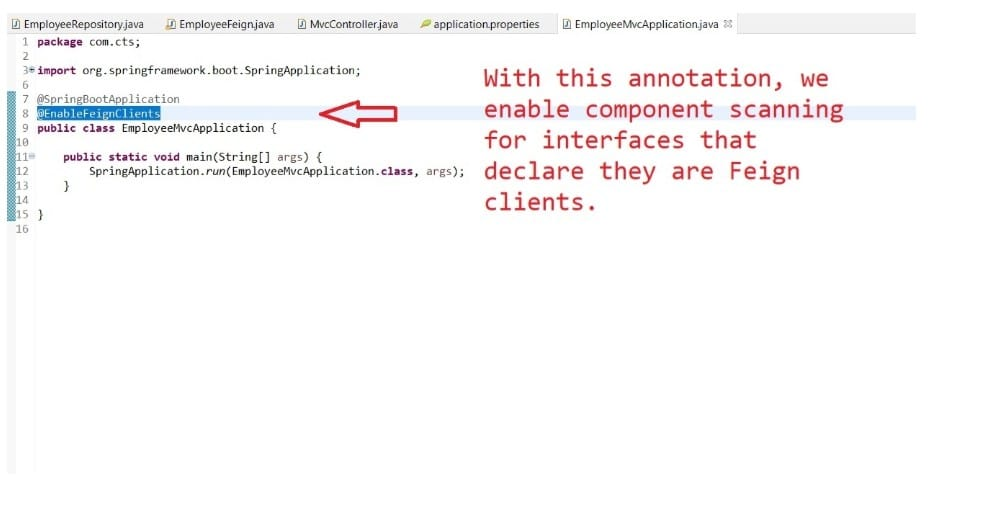 EmployeeRepository.java EmployeeFeign.java MvcController.java application.properties EmployeeMvcApplication.java
1 package com.cts;
2
3 import org.springframework.boot.SpringApplication;
6
7 @SpringBootApplication
8 @EnableFeignClients
9 public class EmployeeMvcApplication {
10
11 public static void main(String[] args) {
12 SpringApplication.run(EmployeeMvcApplication.class, args);
13 }
14
15 }
16
With this annotation, we
enable component scanning
for interfaces that
declare they are Feign
clients.